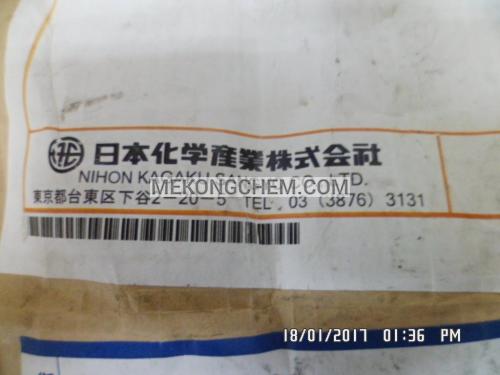 日本化学産業株式会社
NIHON KAGAKU LTD.
MEKONGCHEM.COM
東京都台東区下谷2-20-5 TEL. 03 (3876) 3131
18/01/2017 01:36 PM